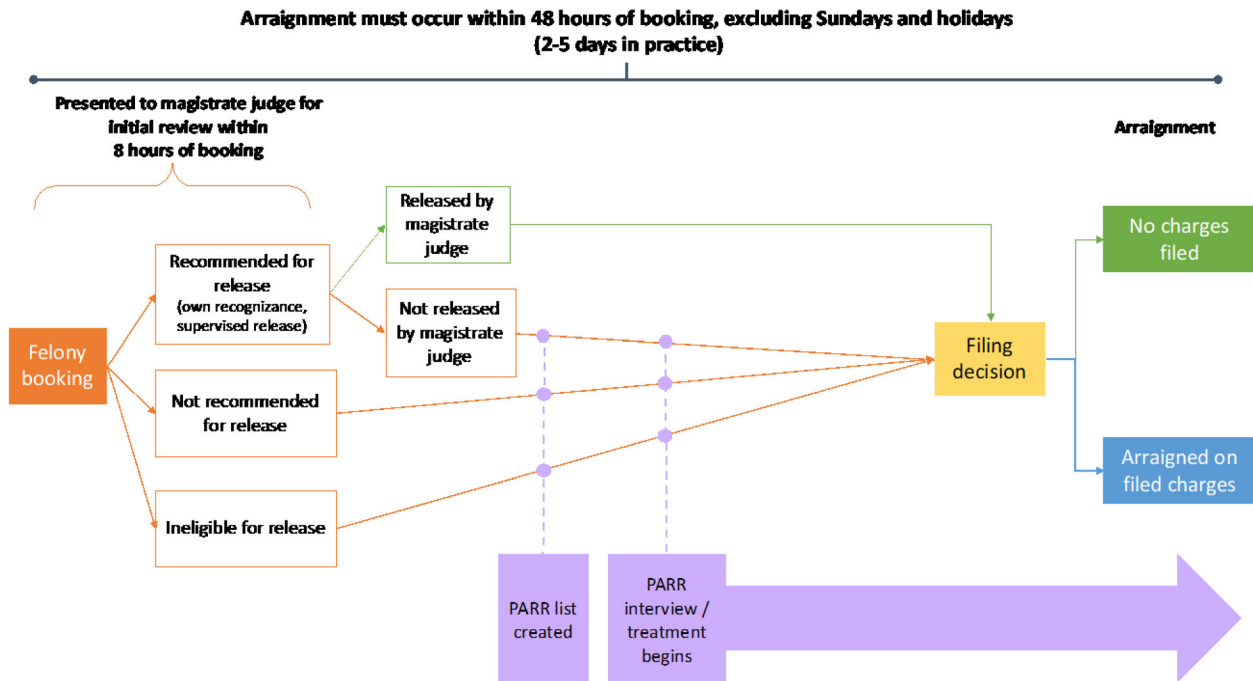 Arraignment must occur within 48 hours of booking, excluding Sundays and holidays
(2-5 days in practice)
Presented to magistrate judge for
initial review within
8 hours of booking
Arraignment
Released by
magistrate
judge
No charges
filed
Recommended for
release
(own recognizance,
supervised release)
Not released
by magistrate
judge
Felony
booking
Filing
decision
Not recommended
for release
Arraigned on
filed charges
Ineligible for release
PARR list
created
PARR
interview /
treatment
begins